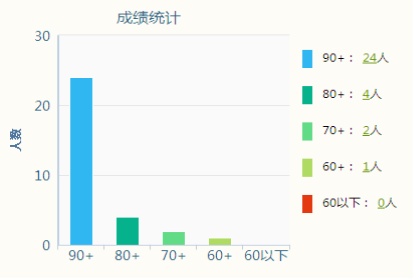 成绩统计
人数
30
20
10
0
90+ 80+ 70+ 60+ 60以下
90+： 24人
80+： 4人
70+： 2人
60+： 1人
60以下： 0人